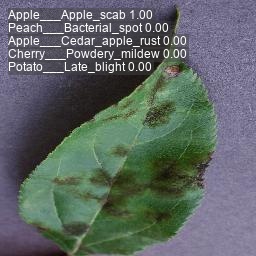 Apple___Apple_scab 1.00
Peach___Bacterial_spot 0.00
Apple___Cedar_apple_rust 0.00
Cherry___Powdery_mildew 0.00
Potato___Late_blight 0.00